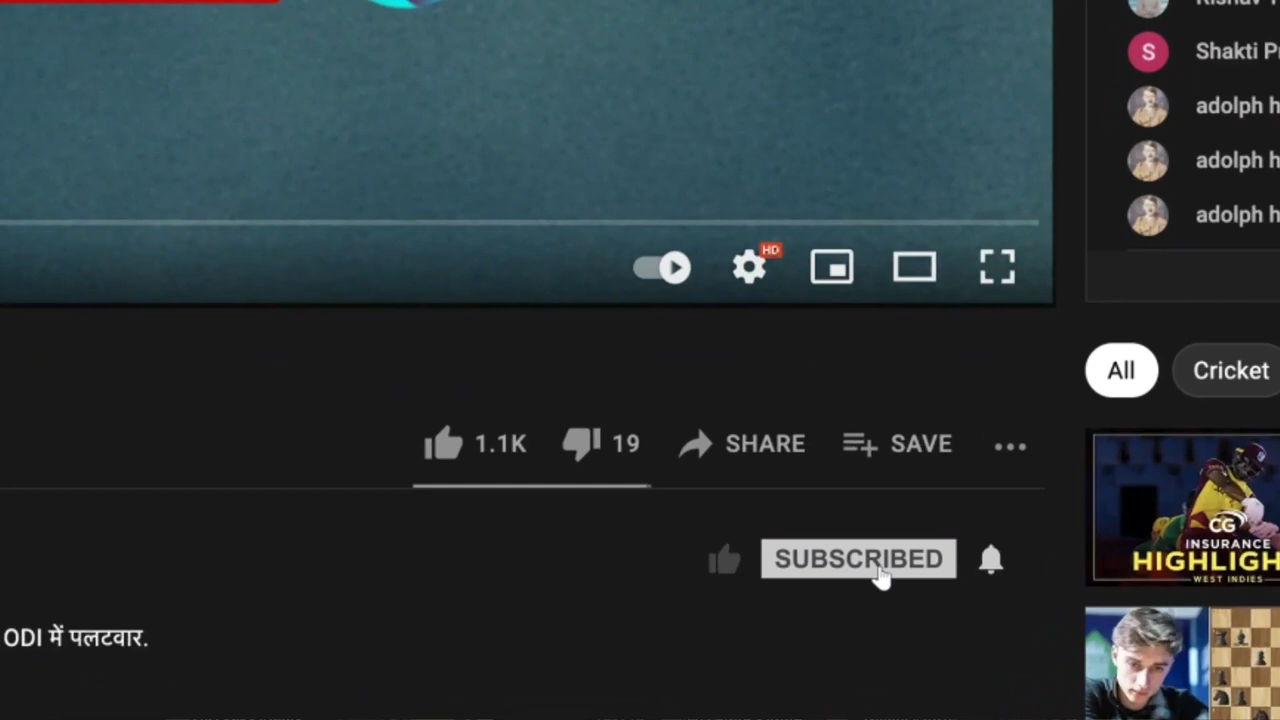 Shakti P
adolph h
adolph h
adolph h
S
HD
All
Cricket
1.1K
19
SHARE
SAVE
SUBSCRIBED
CG
INSURANCE
HIGHLIGH
WEST INDIES
ODI में पलटवार.